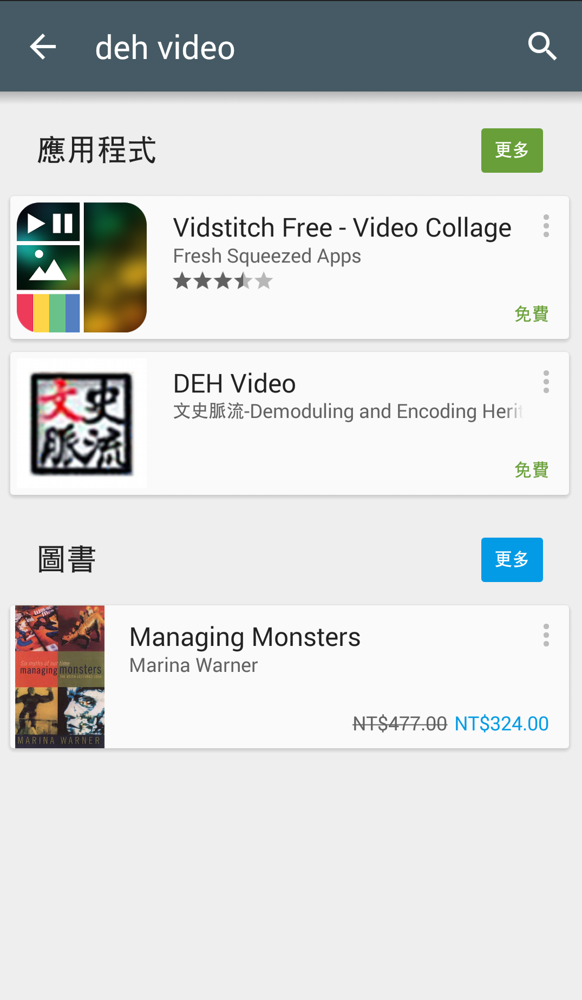 deh video
應用程式
更多
Vidstitch Free - Video Collage
Fresh Squeezed Apps
免費
文史
脈流
DEH Video
文史脈流-Demoduling and Encoding Herit
免費
圖書
更多
Six myths of our time
managing monsters
THE REITH LECTURES 1994
MARINA WARNER
Managing Monsters
Marina Warner
NT$477.00 NT$324.00